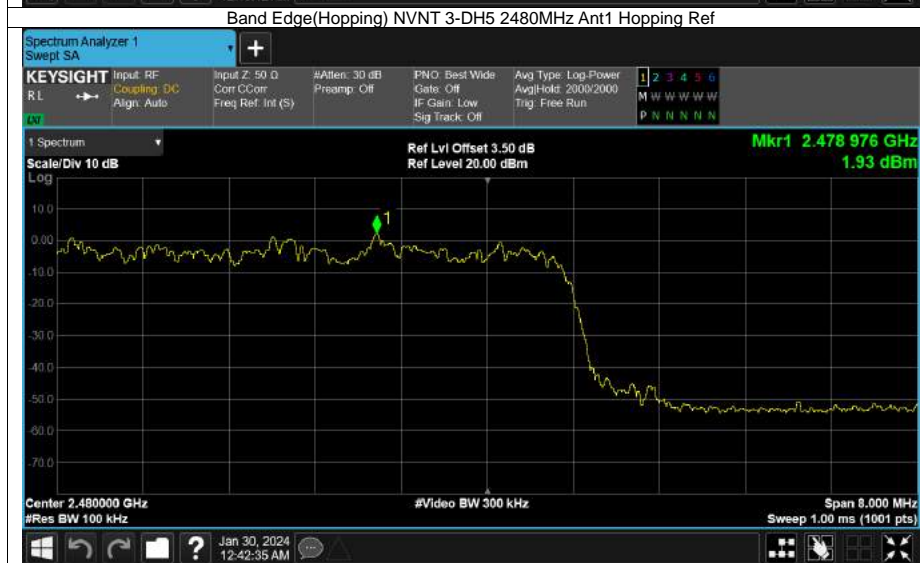 Band Edge(Hopping) NVNT 3-DH5 2480MHz Ant1 Hopping Ref
Spectrum Analyzer 1
Swept SA
+
KEYSIGHT
RL
LXI
Input: RF
Coupling: DC
Align: Auto
Input Z: 50 Ω
Corr CCorr
Freq Ref: Int (S)
#Atten: 30 dB
Preamp: Off
PNO: Best Wide
Gate: Off
IF Gain: Low
Sig Track: Off
Avg Type: Log-Power
Avg|Hold: 2000/2000
Trig: Free Run
1 2 3 4 5 6
M W W W W W
P N N N N N
1 Spectrum
Scale/Div 10 dB
Log
Ref Lvl Offset 3.50 dB
Ref Level 20.00 dBm
Mkr1 2.478 976 GHz
1.93 dBm
1
10.0
0.00
-10.0
-20.0
-30.0
-40.0
-50.0
-60.0
-70.0
Center 2.480000 GHz
#Res BW 100 kHz
#Video BW 300 kHz
Span 8.000 MHz
Sweep 1.00 ms (1001 pts)
?
Jan 30, 2024
12:42:35 AM